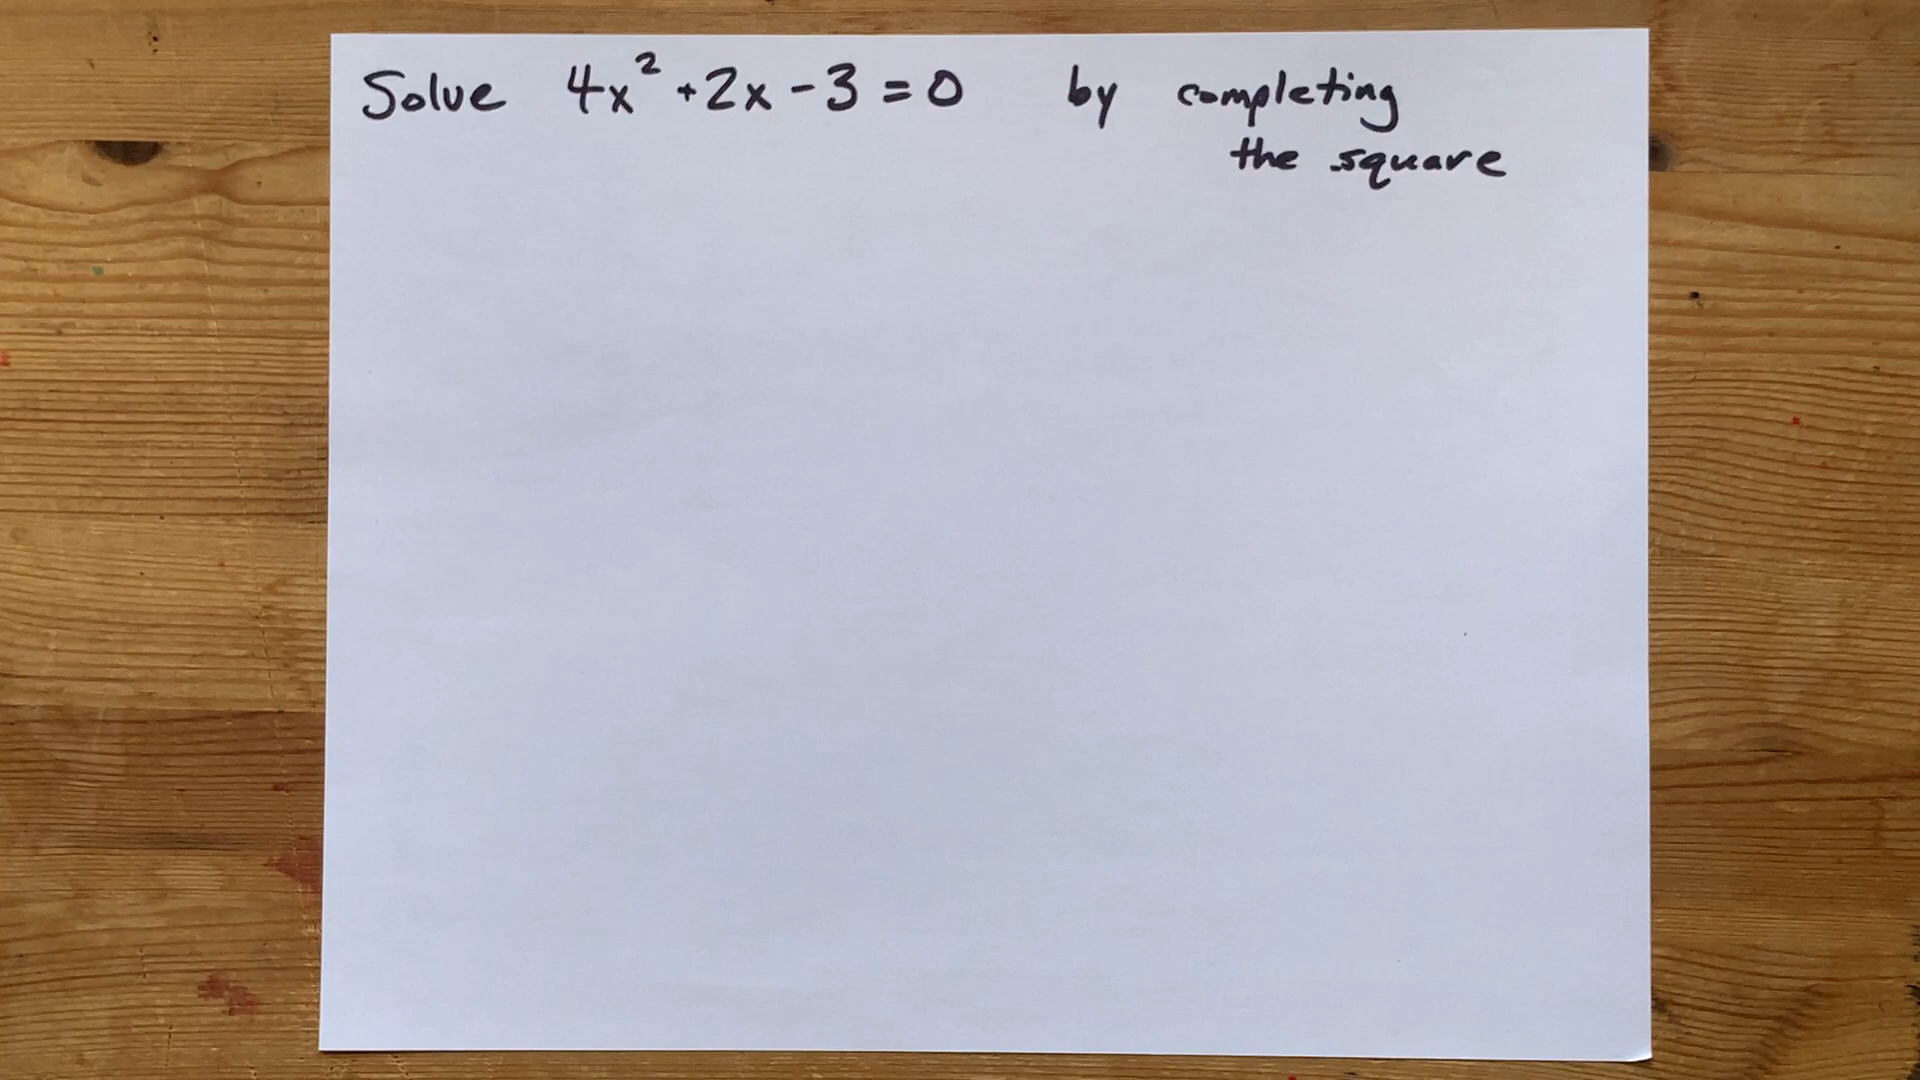 Solve 4x² +2x - 3 = 0 by completing
the square